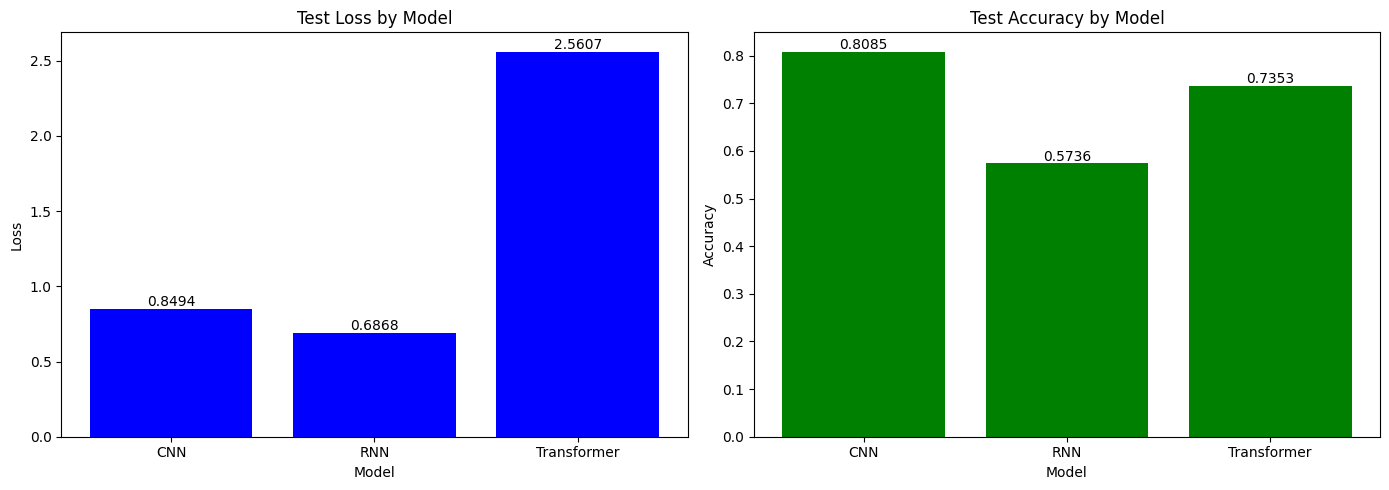 Test Loss by Model
2.5607
2.5
2.0
1.5
1.0
0.5
0.0
Loss
0.8494
0.6868
CNN
RNN
Transformer
Model
Test Accuracy by Model
0.8085
0.7353
0.5736
0.8
0.7
0.6
0.5
0.4
0.3
0.2
0.1
0.0
Accuracy
CNN
RNN
Transformer
Model